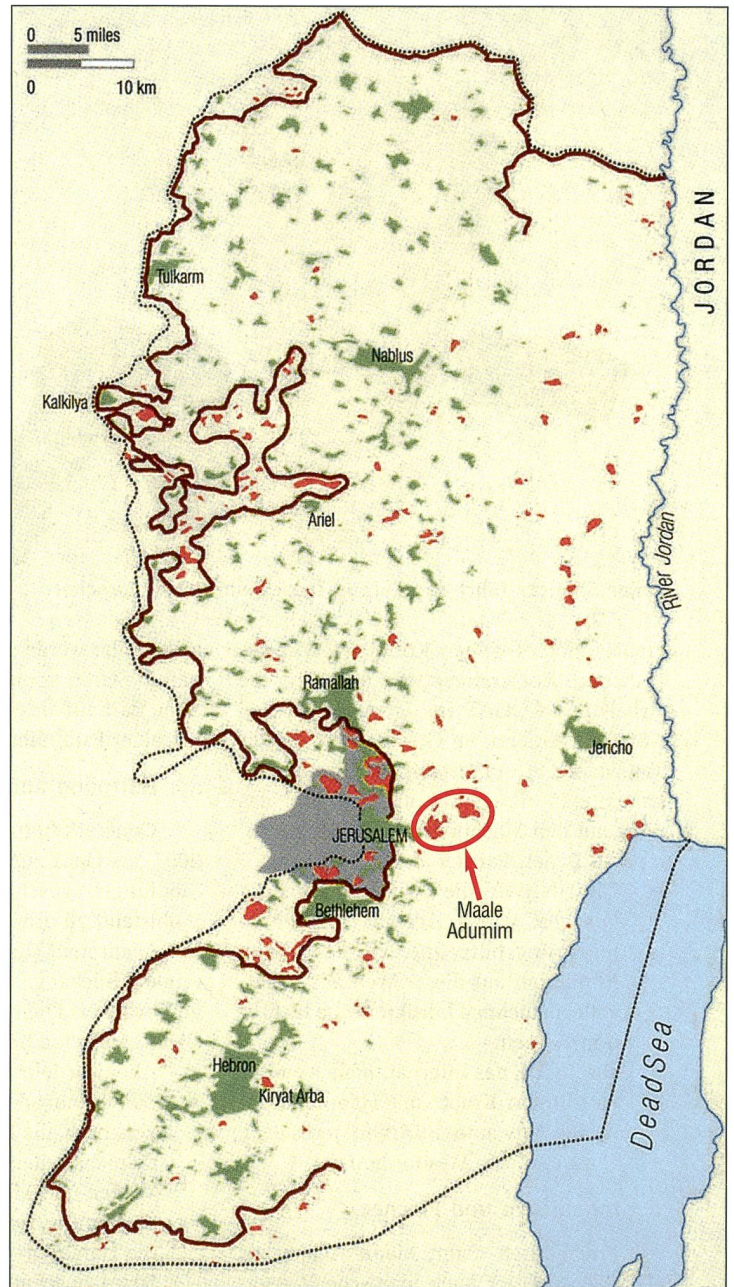 0 5 miles
0 10 km
JORDAN
Tulkarm
Nablus
Kalkilya
Ariel
River Jordan
Ramallah
Jericho
JERUSALEM
Bethlehem
Maale
Adumim
Hebron
Kiryat Arba
Dead Sea